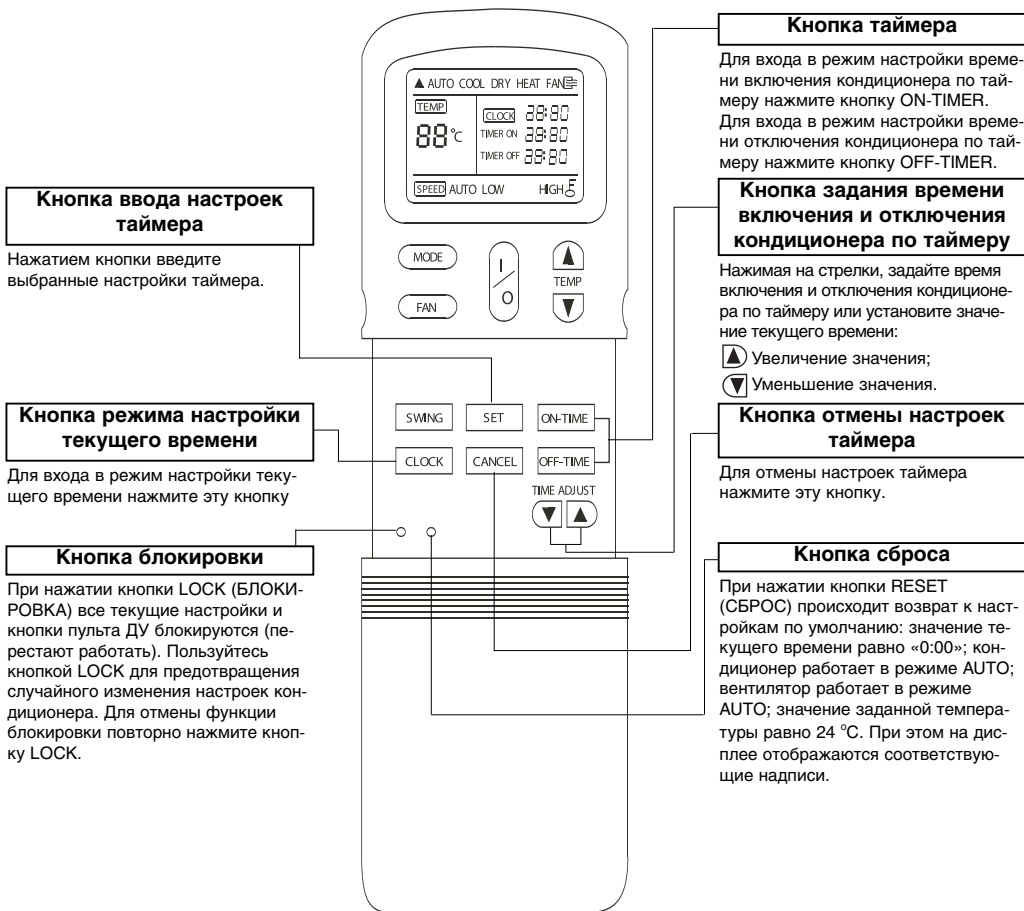 Кнопка ввода настроек
таймера
Нажатием кнопки введите
выбранные настройки таймера.
Кнопка режима настройки
текущего времени
Для входа в режим настройки теку-
щего времени нажмите эту кнопку
Кнопка блокировки
При нажатии кнопки LOCK (БЛОКИ-
РОВКА) все текущие настройки и
кнопки пульта ДУ блокируются (пе-
рестают работать). Пользуйтесь
кнопкой LOCK для предотвращения
случайного изменения настроек кон-
диционера. Для отмены функции
блокировки повторно нажмите кноп-
ку LOCK.
▲ AUTO COOL DRY HEAT FAN
TEMP
88°C
CLOCK 88:88
TIMER ON 88:88
TIMER OFF 88:88
SPEED AUTO LOW HIGH
MODE
FAN
I/O
TEMP
SWING SET ON-TIME
CLOCK CANCEL OFF-TIME
TIME ADJUST
▼ ▲
Кнопка таймера
Для входа в режим настройки време-
ни включения кондиционера по тай-
меру нажмите кнопку ON-TIMER.
Для входа в режим настройки време-
ни отключения кондиционера по тай-
меру нажмите кнопку OFF-TIMER.
Кнопка задания времени
включения и отключения
кондиционера по таймеру
Нажимая на стрелки, задайте время
включения и отключения кондиционе-
ра по таймеру или установите значе-
ние текущего времени:
▲ Увеличение значения;
▼ Уменьшение значения.
Кнопка отмены настроек
таймера
Для отмены настроек таймера
нажмите эту кнопку.
Кнопка сброса
При нажатии кнопки RESET
(СБРОС) происходит возврат к наст-
ройкам по умолчанию: значение те-
кущего времени равно «0:00»; кон-
диционер работает в режиме AUTO;
вентилятор работает в режиме
AUTO; значение заданной темпера-
туры равно 24 °C. При этом на дис-
плее отображаются соответствую-
щие надписи.